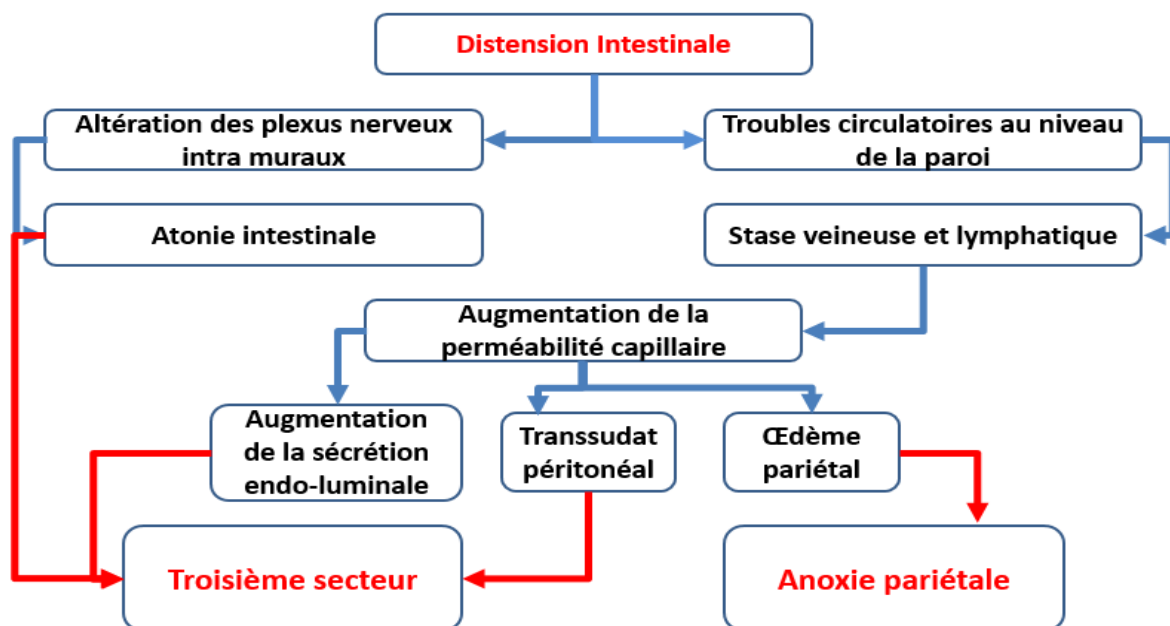 Distension Intestinale
Altération des plexus nerveux
intra muraux
Troubles circulatoires au niveau
de la paroi
Atonie intestinale
Stase veineuse et lymphatique
Augmentation de la
perméabilité capillaire
Augmentation
de la sécrétion
endo-luminale
Transsudat
péritonéal
Œdème
pariétal
Troisième secteur
Anoxie pariétale